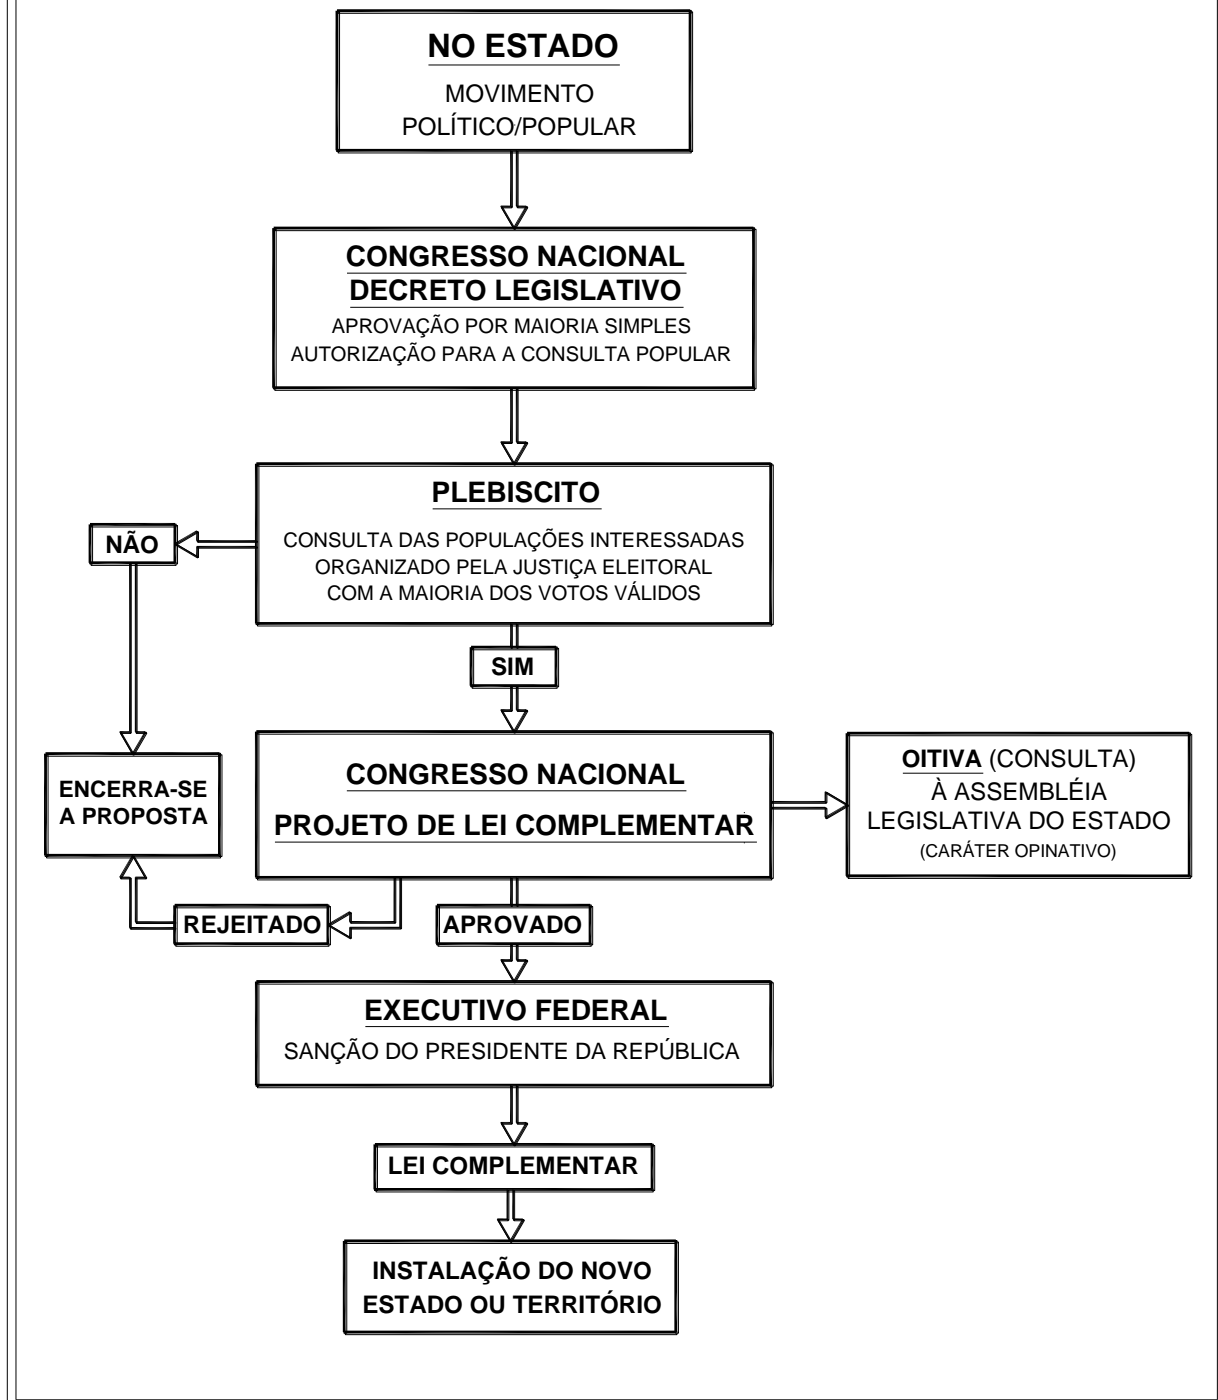 NO ESTADO
MOVIMENTO
POLÍTICO/POPULAR
CONGRESSO NACIONAL
DECRETO LEGISLATIVO
APROVAÇÃO POR MAIORIA SIMPLES
AUTORIZAÇÃO PARA A CONSULTA POPULAR
PLEBISCITO
CONSULTA DAS POPULAÇÕES INTERESSADAS
ORGANIZADO PELA JUSTIÇA ELEITORAL
COM A MAIORIA DOS VOTOS VÁLIDOS
NÃO
SIM
ENCERRA-SE
A PROPOSTA
CONGRESSO NACIONAL
PROJETO DE LEI COMPLEMENTAR
OITIVA (CONSULTA)
À ASSEMBLÉIA
LEGISLATIVA DO ESTADO
(CARÁTER OPINATIVO)
REJEITADO
APROVADO
EXECUTIVO FEDERAL
SANÇÃO DO PRESIDENTE DA REPÚBLICA
LEI COMPLEMENTAR
INSTALAÇÃO DO NOVO
ESTADO OU TERRITÓRIO